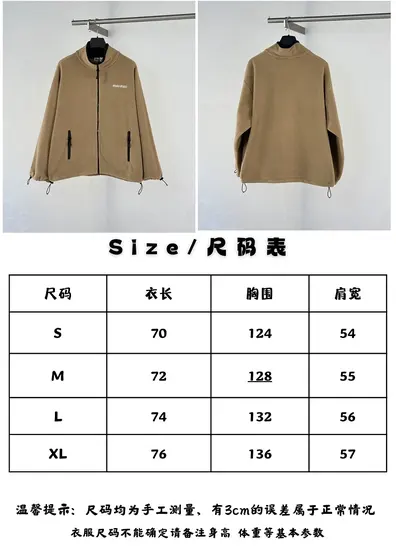 Size/尺码表
尺码 衣长 胸围 肩宽
S 70 124 54
M 72 128 55
L 74 132 56
XL 76 136 57
温馨提示: 尺码均为手工测量、有3cm的误差属于正常情况
衣服尺码不能确定请备注身高 体重等基本参数